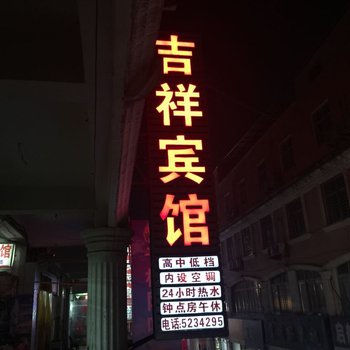 吉祥宾馆
高中低档
内设空调
24小时热水
钟点房午休
电话:5234295
馆